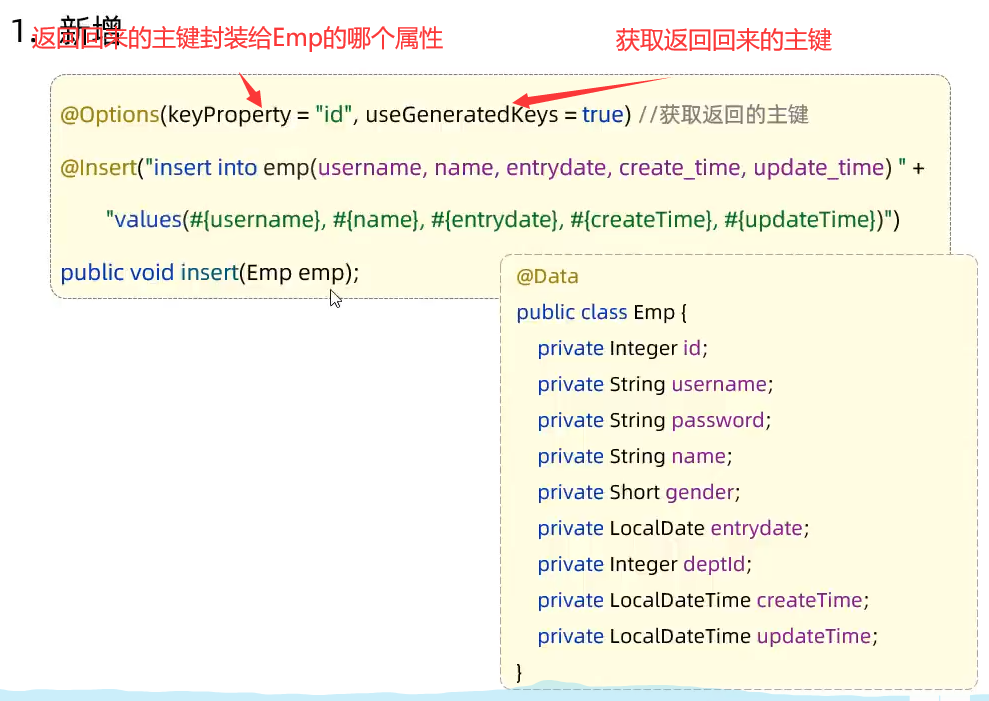 1. 新增
返回回来的主键封装给Emp的哪个属性
获取返回回来的主键
@Options(keyProperty = "id", useGeneratedKeys = true) //获取返回的主键
@Insert("insert into emp(username, name, entrydate, create_time, update_time) " +
"values(#{username}, #{name}, #{entrydate}, #{createTime}, #{updateTime})")
public void insert(Emp emp);
@Data
public class Emp {
private Integer id;
private String username;
private String password;
private String name;
private Short gender;
private LocalDate entrydate;
private Integer deptId;
private LocalDateTime createTime;
private LocalDateTime updateTime;
}